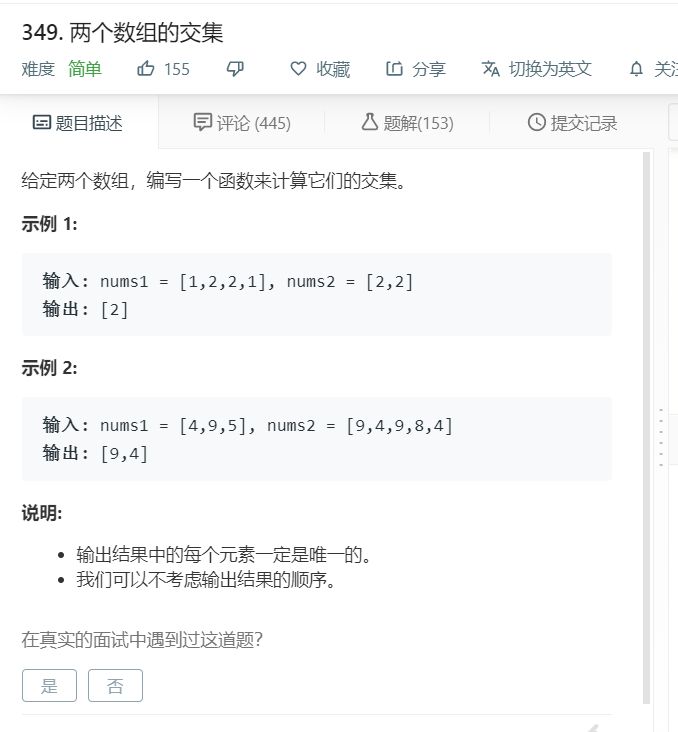 349. 两个数组的交集
难度 简单 155 收藏 分享 切换为英文 关注
题目描述 评论 (445) 题解(153) 提交记录
给定两个数组，编写一个函数来计算它们的交集。
示例 1:
输入: nums1 = [1,2,2,1], nums2 = [2,2]
输出: [2]
示例 2:
输入: nums1 = [4,9,5], nums2 = [9,4,9,8,4]
输出: [9,4]
说明:
输出结果中的每个元素一定是唯一的。
我们可以不考虑输出结果的顺序。
在真实的面试中遇到过这道题?
是 否